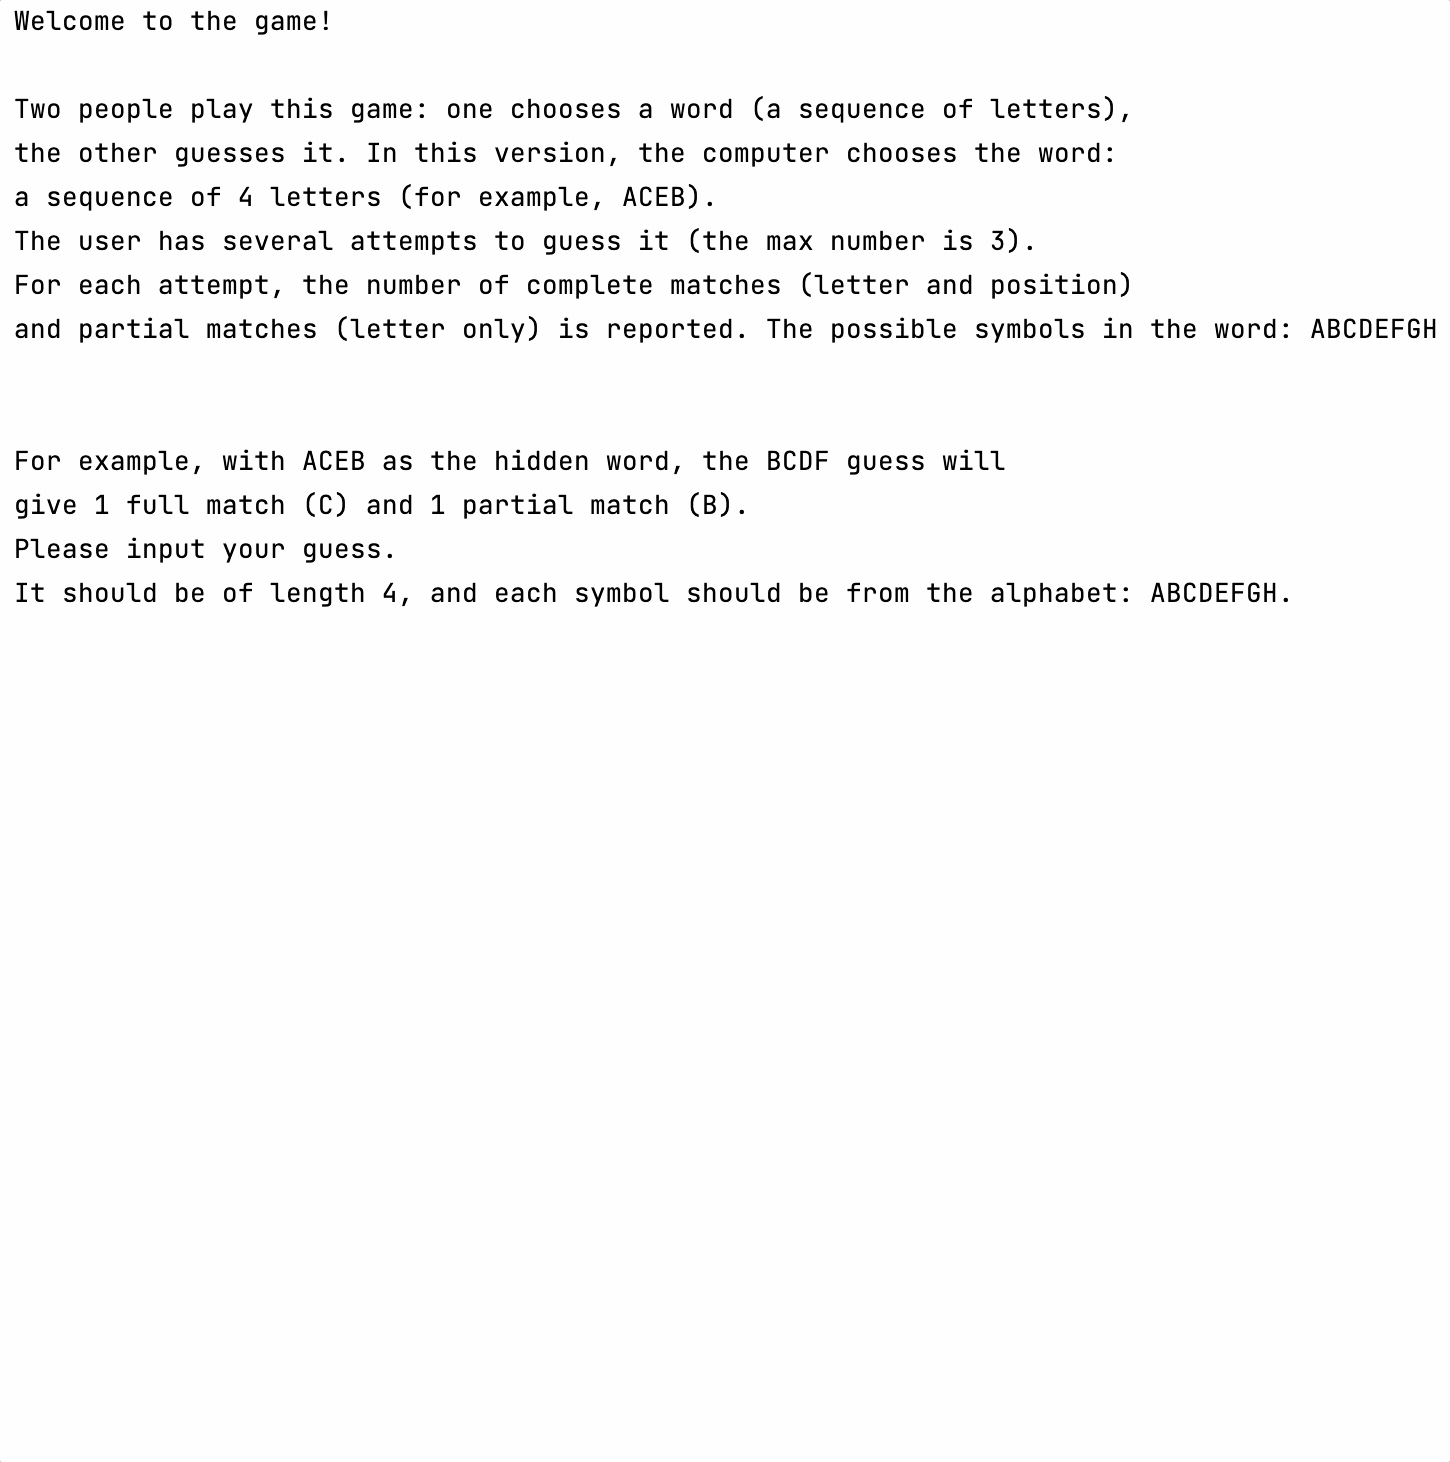 Welcome to the game!
Two people play this game: one chooses a word (a sequence of letters),
the other guesses it. In this version, the computer chooses the word:
a sequence of 4 letters (for example, ACEB).
The user has several attempts to guess it (the max number is 3).
For each attempt, the number of complete matches (letter and position)
and partial matches (letter only) is reported. The possible symbols in the word: ABCDEFGH
For example, with ACEB as the hidden word, the BCDF guess will
give 1 full match (C) and 1 partial match (B).
Please input your guess.
It should be of length 4, and each symbol should be from the alphabet: ABCDEFGH.